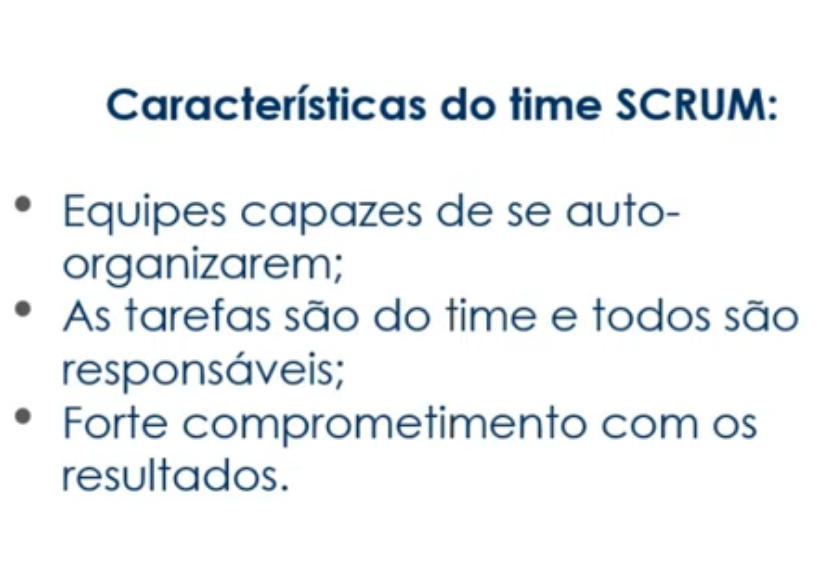 Características do time SCRUM:
• Equipes capazes de se auto-
organizarem;
• As tarefas são do time e todos são
responsáveis;
• Forte comprometimento com os
resultados.